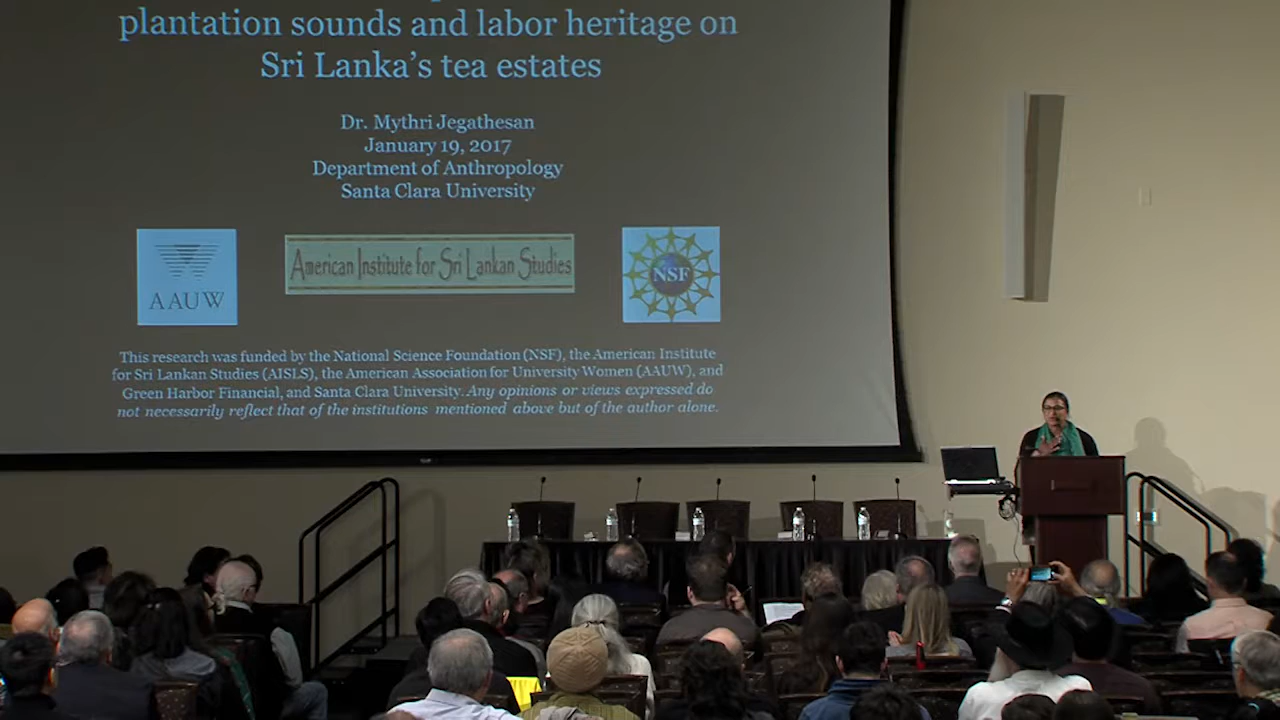 plantation sounds and labor heritage on
Sri Lanka's tea estates
Dr. Mythri Jegathesan
January 19, 2017
Department of Anthropology
Santa Clara University
AAUW
American Institute for Sri Lankan Studies
NSF
This research was funded by the National Science Foundation (NSF), the American Institute
for Sri Lankan Studies (AISLS), the American Association for University Women (AAUW), and
Green Harbor Financial, and Santa Clara University. Any opinions or views expressed do
not necessarily reflect that of the institutions mentioned above but of the author alone.